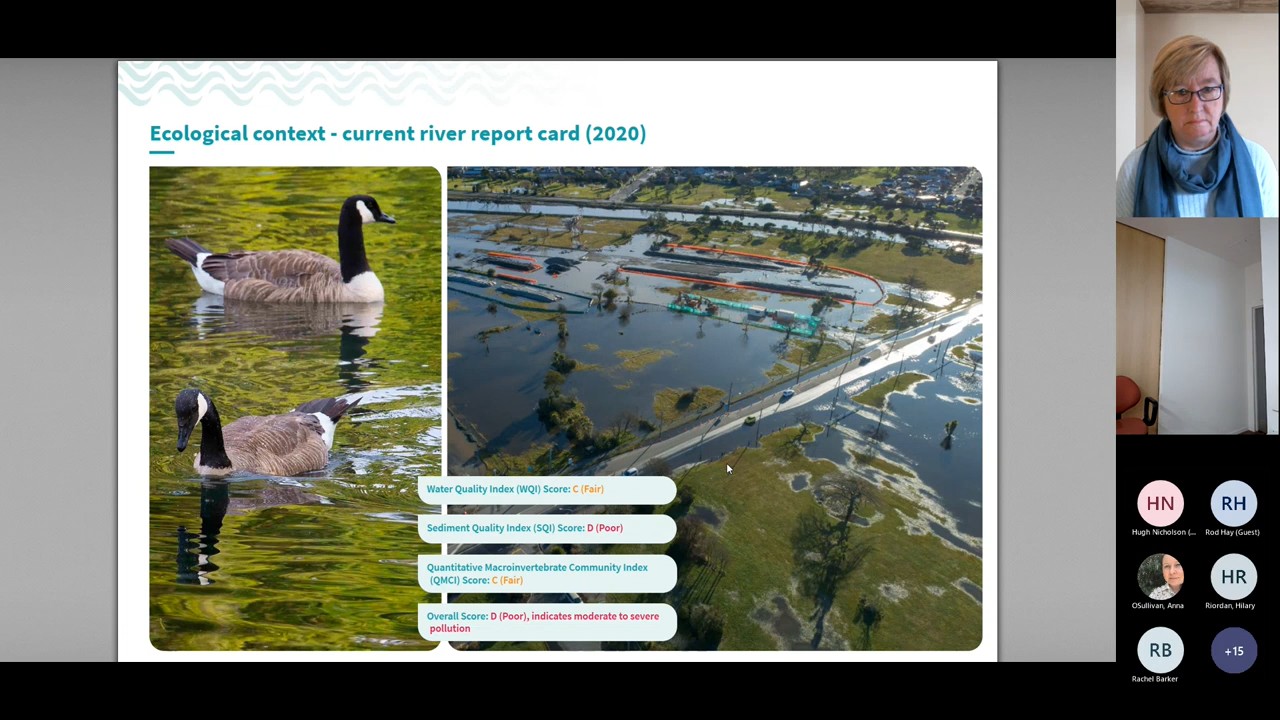 Ecological context - current river report card (2020)
Water Quality Index (WQI) Score: C (Fair)
Sediment Quality Index (SQI) Score: D (Poor)
Quantitative Macroinvertebrate Community Index
(QMCI) Score: C (Fair)
Overall Score: D (Poor), indicates moderate to severe
pollution
HN
RH
Hugh Nicholson (...
Rod Hay (Guest)
HR
OSullivan, Anna
Riordan, Hilary
RB
+15
Rachel Barker